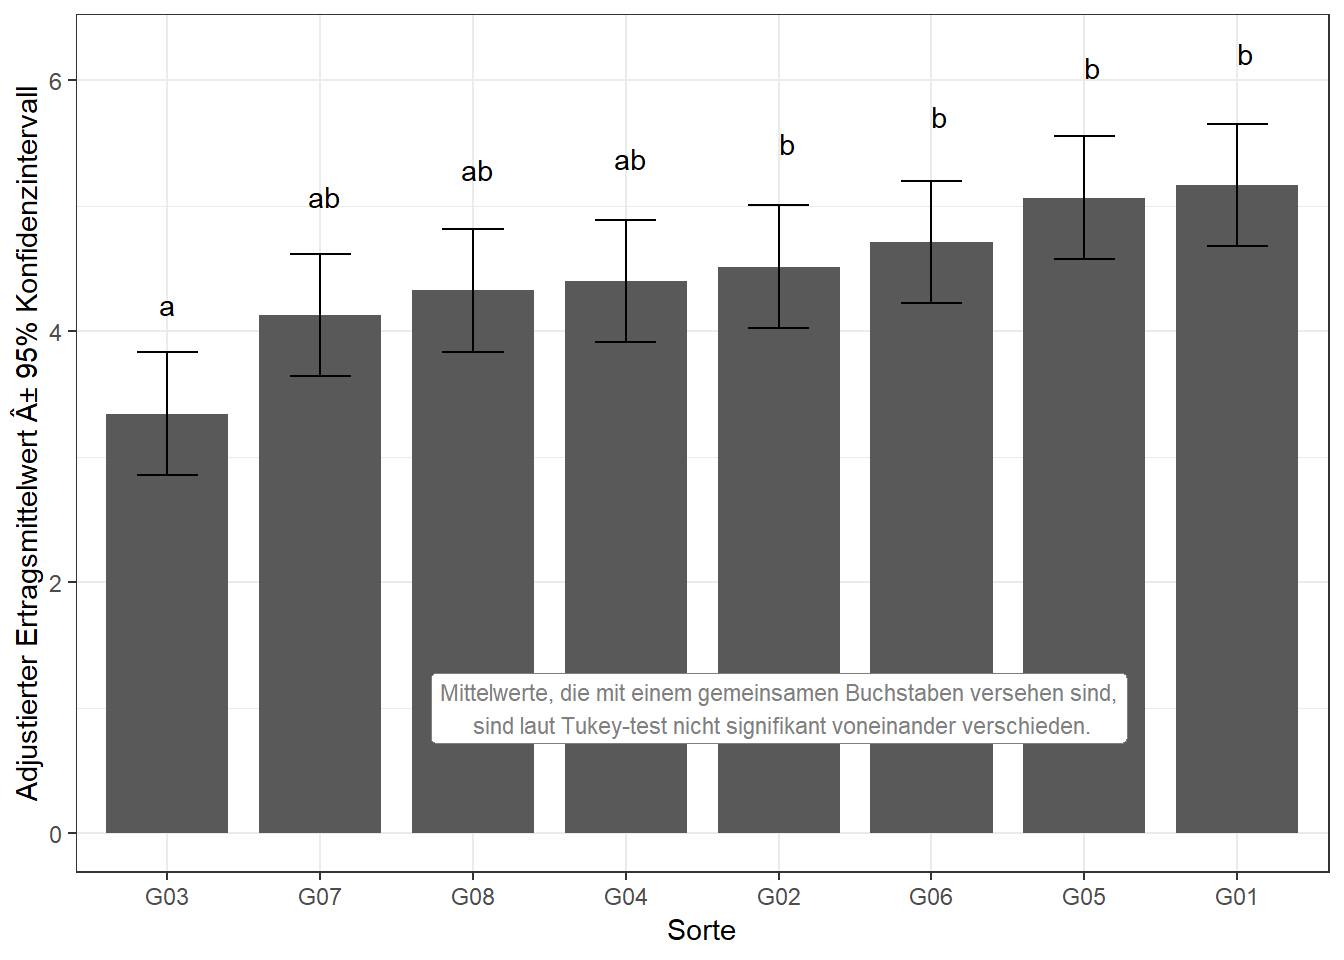 Adjustierter Ertragsmittelwert Â± 95% Konfidenzintervall
6
4
2
0
a
ab
ab
ab
b
b
b
b
Mittelwerte, die mit einem gemeinsamen Buchstaben versehen sind,
sind laut Tukey-test nicht signifikant voneinander verschieden.
G03 G07 G08 G04 G02 G06 G05 G01
Sorte